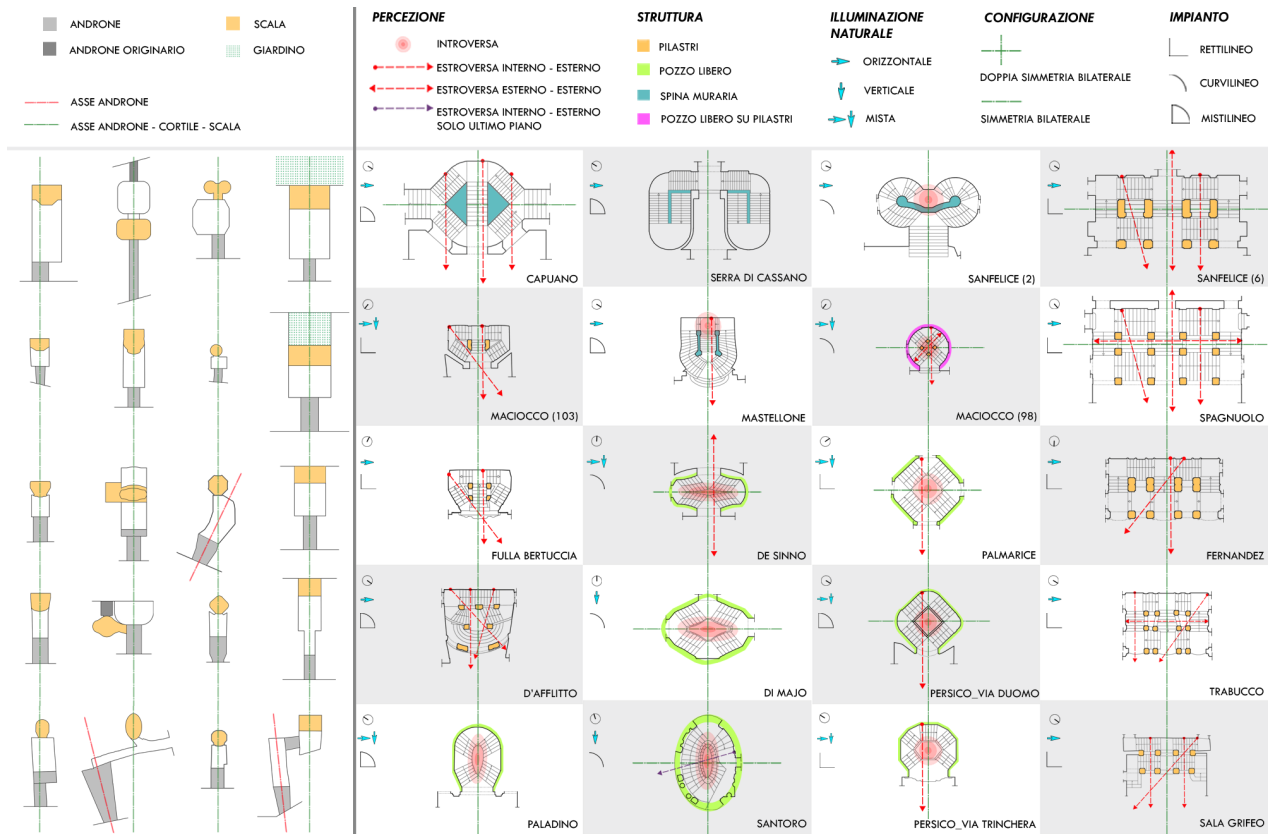 ANDRONE
SCALA
ANDRONE ORIGINARIO
GIARDINO
ASSE ANDRONE
ASSE ANDRONE - CORTILE - SCALA
PERCEZIONE
INTROVERSA
ESTROVERSA INTERNO - ESTERNO
ESTROVERSA ESTERNO - ESTERNO
ESTROVERSA INTERNO - ESTERNO
SOLO ULTIMO PIANO
STRUTTURA
PILASTRI
POZZO LIBERO
SPINA MURARIA
POZZO LIBERO SU PILASTRI
ILLUMINAZIONE
NATURALE
ORIZZONTALE
VERTICALE
MISTA
CONFIGURAZIONE
DOPPIA SIMMETRIA BILATERALE
SIMMETRIA BILATERALE
IMPIANTO
RETTILINEO
CURVILINEO
MISTILINEO
CAPUANO
SERRA DI CASSANO
SANFELICE (2)
SANFELICE (6)
MACIOCCO (103)
MASTELLONE
MACIOCCO (98)
SPAGNUOLO
FULLA BERTUCCIA
DE SINNO
PALMARICE
FERNANDEZ
D'AFFLITTO
DI MAJO
PERSICO_VIA DUOMO
TRABUCCO
PALADINO
SANTORO
PERSICO_VIA TRINCHERA
SALA GRIFEO